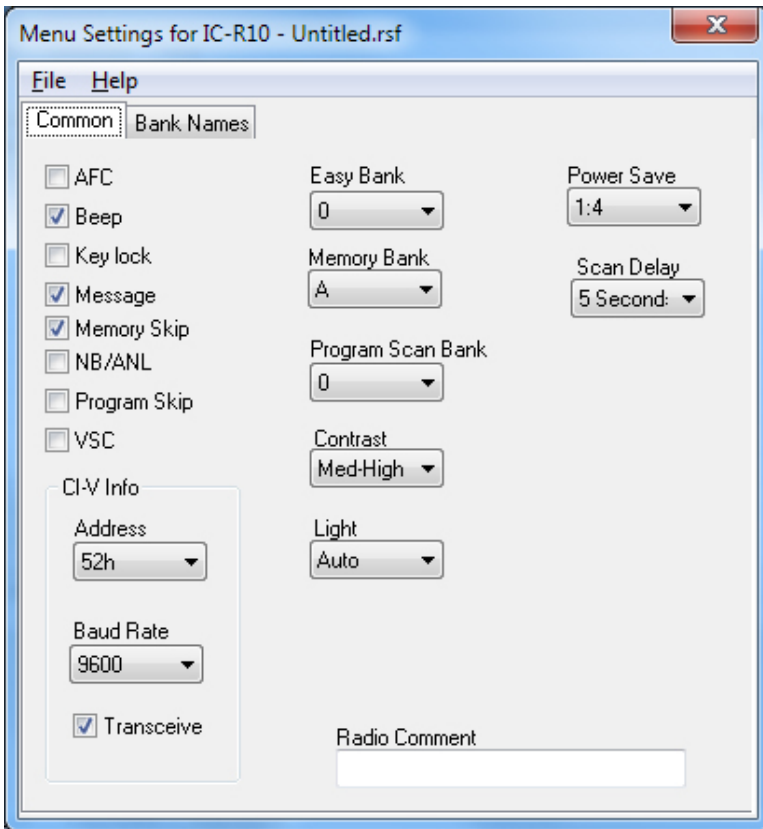 Menu Settings for IC-R10 - Untitled.rsf
File Help
Common Bank Names
AFC
Beep
Key lock
Message
Memory Skip
NB/ANL
Program Skip
VSC
CI-V Info
Address
52h
Baud Rate
9600
Transceive
Easy Bank
0
Memory Bank
A
Program Scan Bank
0
Contrast
Med-High
Light
Auto
Power Save
1:4
Scan Delay
5 Second:
Radio Comment